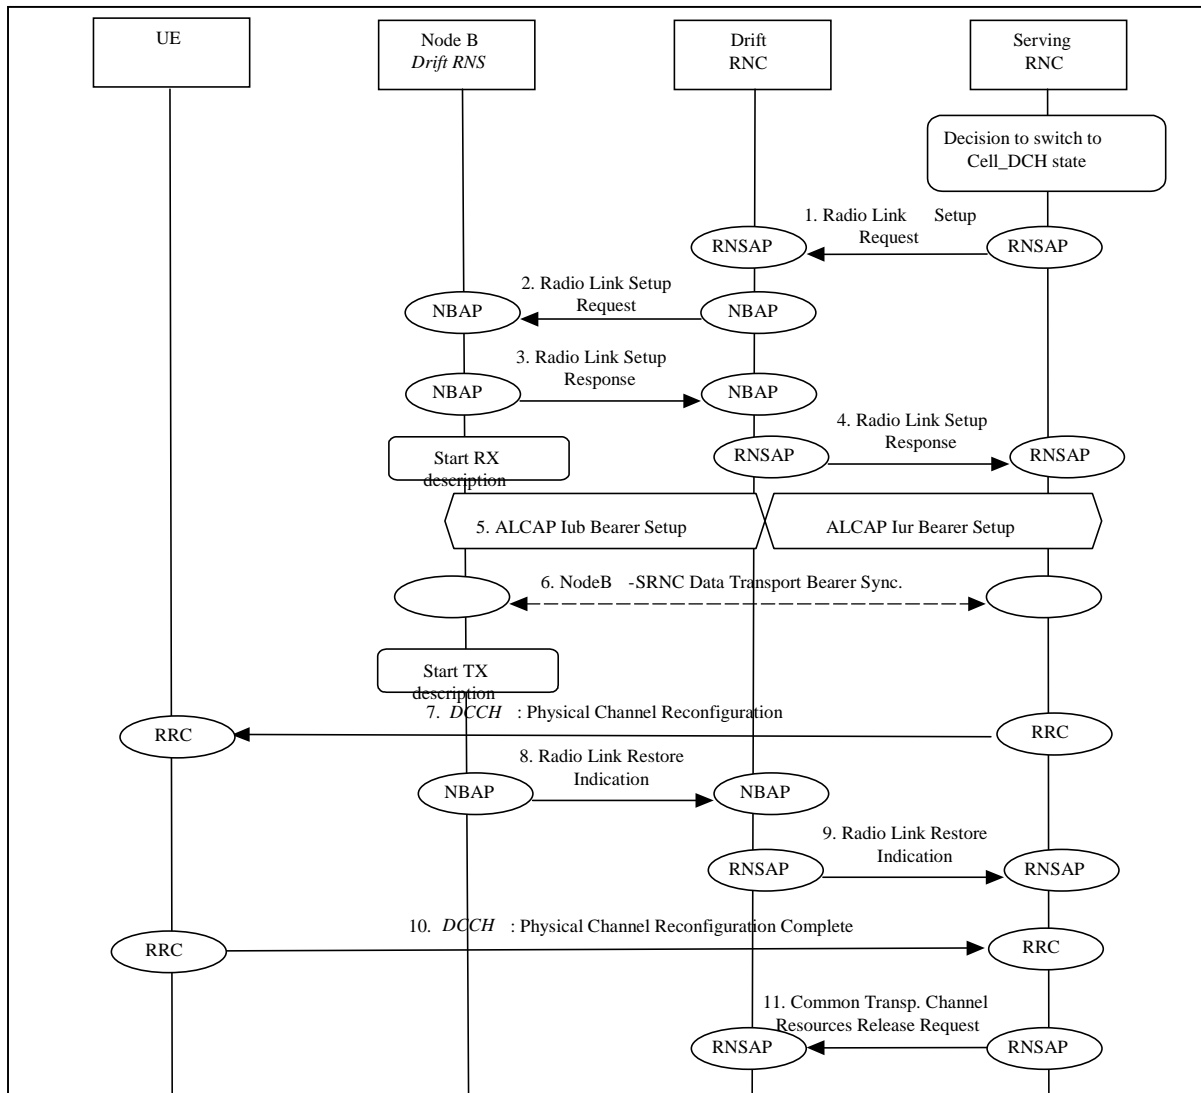 UE
Node B
Drift RNS
Drift
RNC
Serving
RNC
Decision to switch to
Cell_DCH state
1. Radio Link Setup
Request
RNSAP
RNSAP
2. Radio Link Setup
Request
NBAP
NBAP
3. Radio Link Setup
Response
NBAP
NBAP
4. Radio Link Setup
Response
RNSAP
RNSAP
Start RX
description
5. ALCAP Iub Bearer Setup
ALCAP Iur Bearer Setup
6. NodeB -SRNC Data Transport Bearer Sync.
Start TX
description
7. DCCH : Physical Channel Reconfiguration
RRC
RRC
8. Radio Link Restore
Indication
NBAP
NBAP
9. Radio Link Restore
Indication
RNSAP
RNSAP
10. DCCH : Physical Channel Reconfiguration Complete
RRC
RRC
11. Common Transp. Channel
Resources Release Request
RNSAP
RNSAP